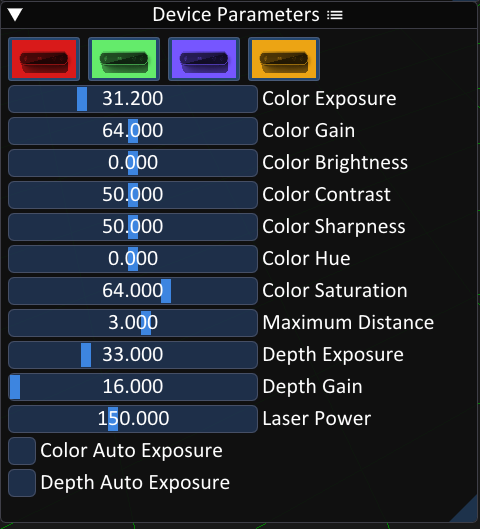 Device Parameters
31.200 Color Exposure
64.000 Color Gain
0.000 Color Brightness
50.000 Color Contrast
50.000 Color Sharpness
0.000 Color Hue
64.000 Color Saturation
3.000 Maximum Distance
33.000 Depth Exposure
16.000 Depth Gain
150.000 Laser Power
Color Auto Exposure
Depth Auto Exposure